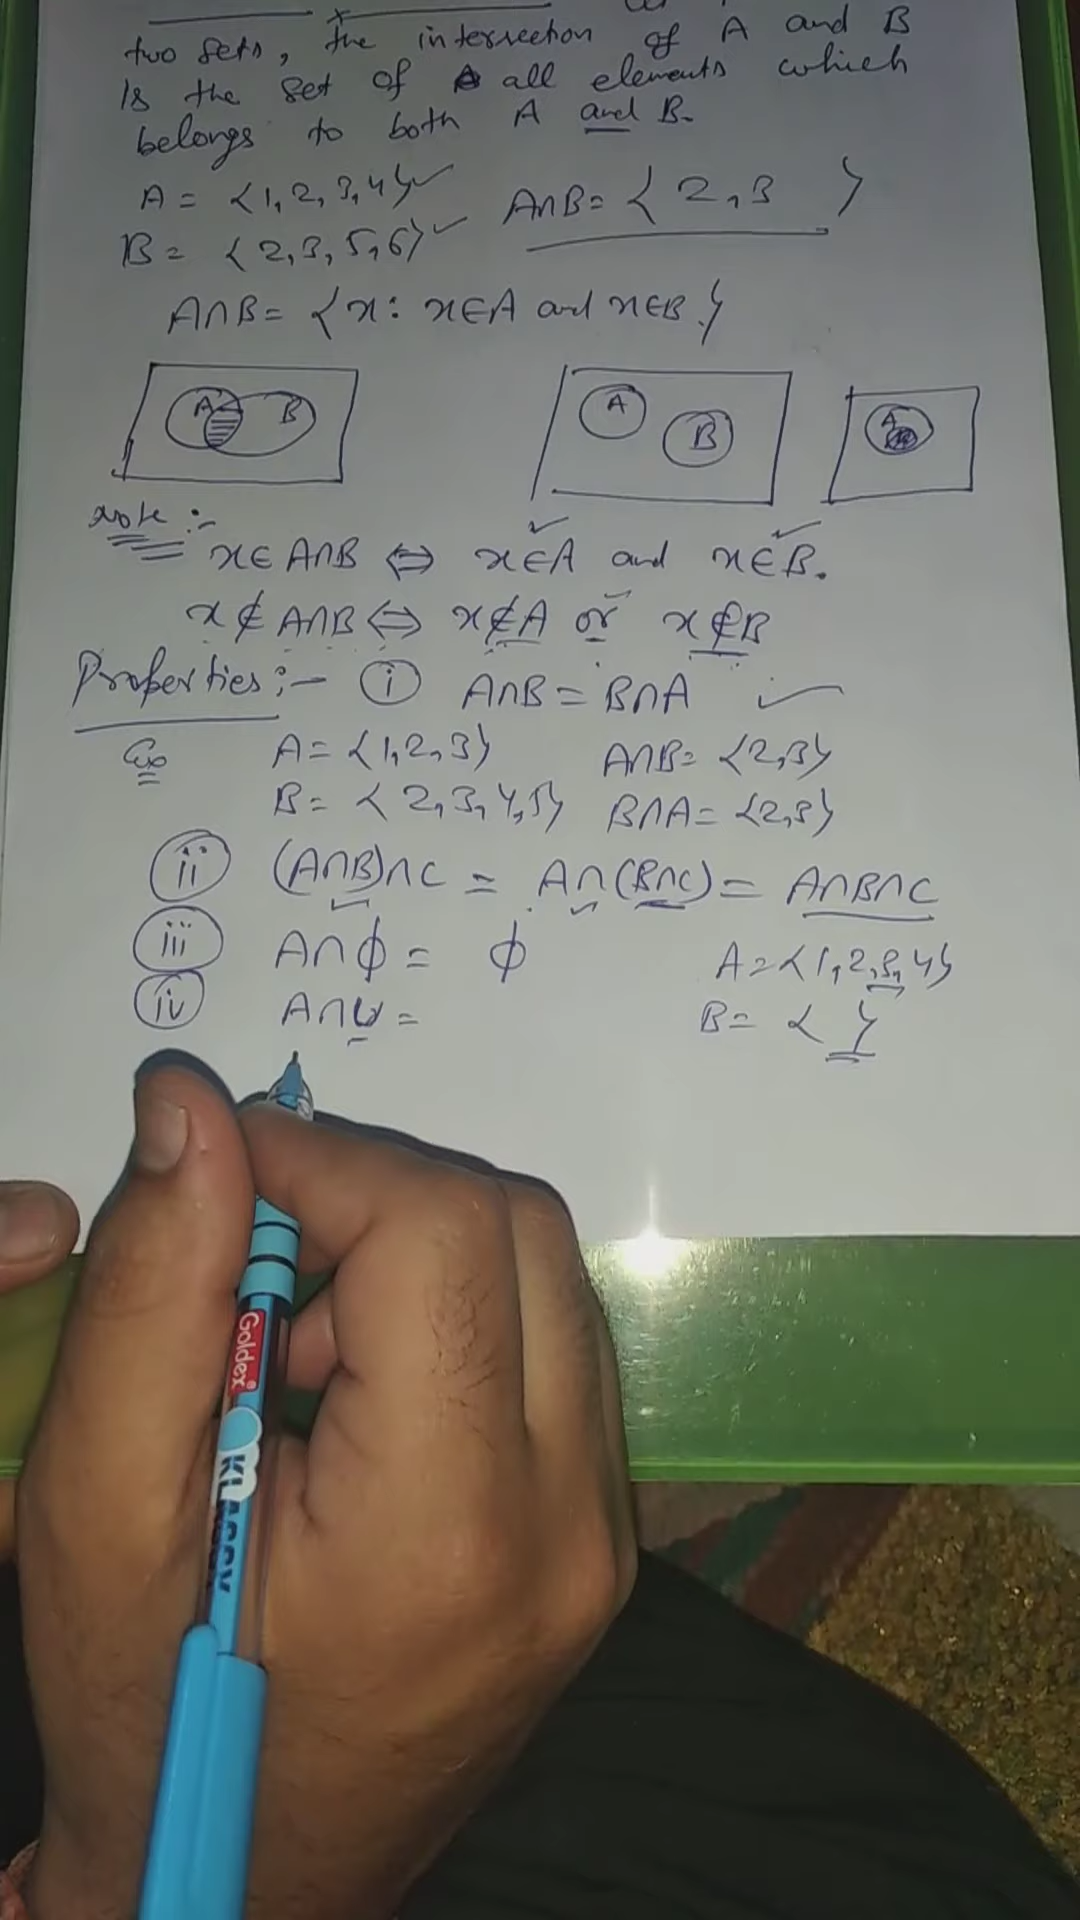 two sets, the intersection of A and B
is the set of all elements which
belongs to both A and B.
A = {1, 2, 3, 4} ✓
A∩B = { 2, 3 }
B = {2, 3, 5, 6} ✓
A∩B = {x : x∈A and x∈B.}
A B
A
B
A
Note :-
x∈A∩B ⇔ x∈A and x∈B.
x∉A∩B ⇔ x∉A or x∉B
Properties :- (i) A∩B = B∩A ✓
A = {1, 2, 3} A∩B = {2, 3}
B = {2, 3, 4, 5} B∩A = {2, 3}
(ii) (A∩B)∩C = A∩(B∩C) = A∩B∩C
(iii) A∩ϕ = ϕ A = {1, 2, 3, 4}
(iv) A∩U = B = { }
Goldex
KLASSY